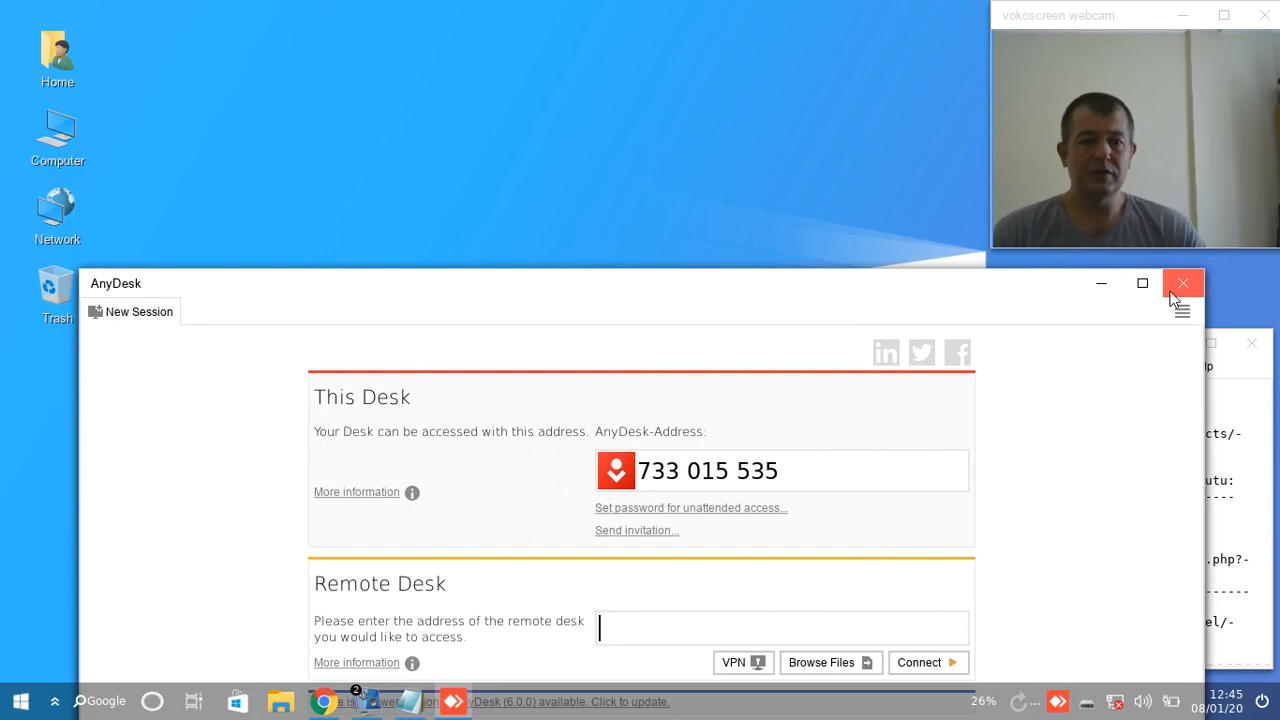 vokoscreen webcam
Home
Computer
Network
Trash
AnyDesk
New Session
This Desk
Your Desk can be accessed with this address.
AnyDesk-Address:
733 015 535
More information
Set password for unattended access...
Send invitation...
Remote Desk
Please enter the address of the remote desk
you would like to access.
More information
VPN
Browse Files
Connect
cts/-
utu:
----
.php?-
------
el/-
Google
2
Desk (6.0.0) available. Click to update.
26%
...
12:45
08/01/20